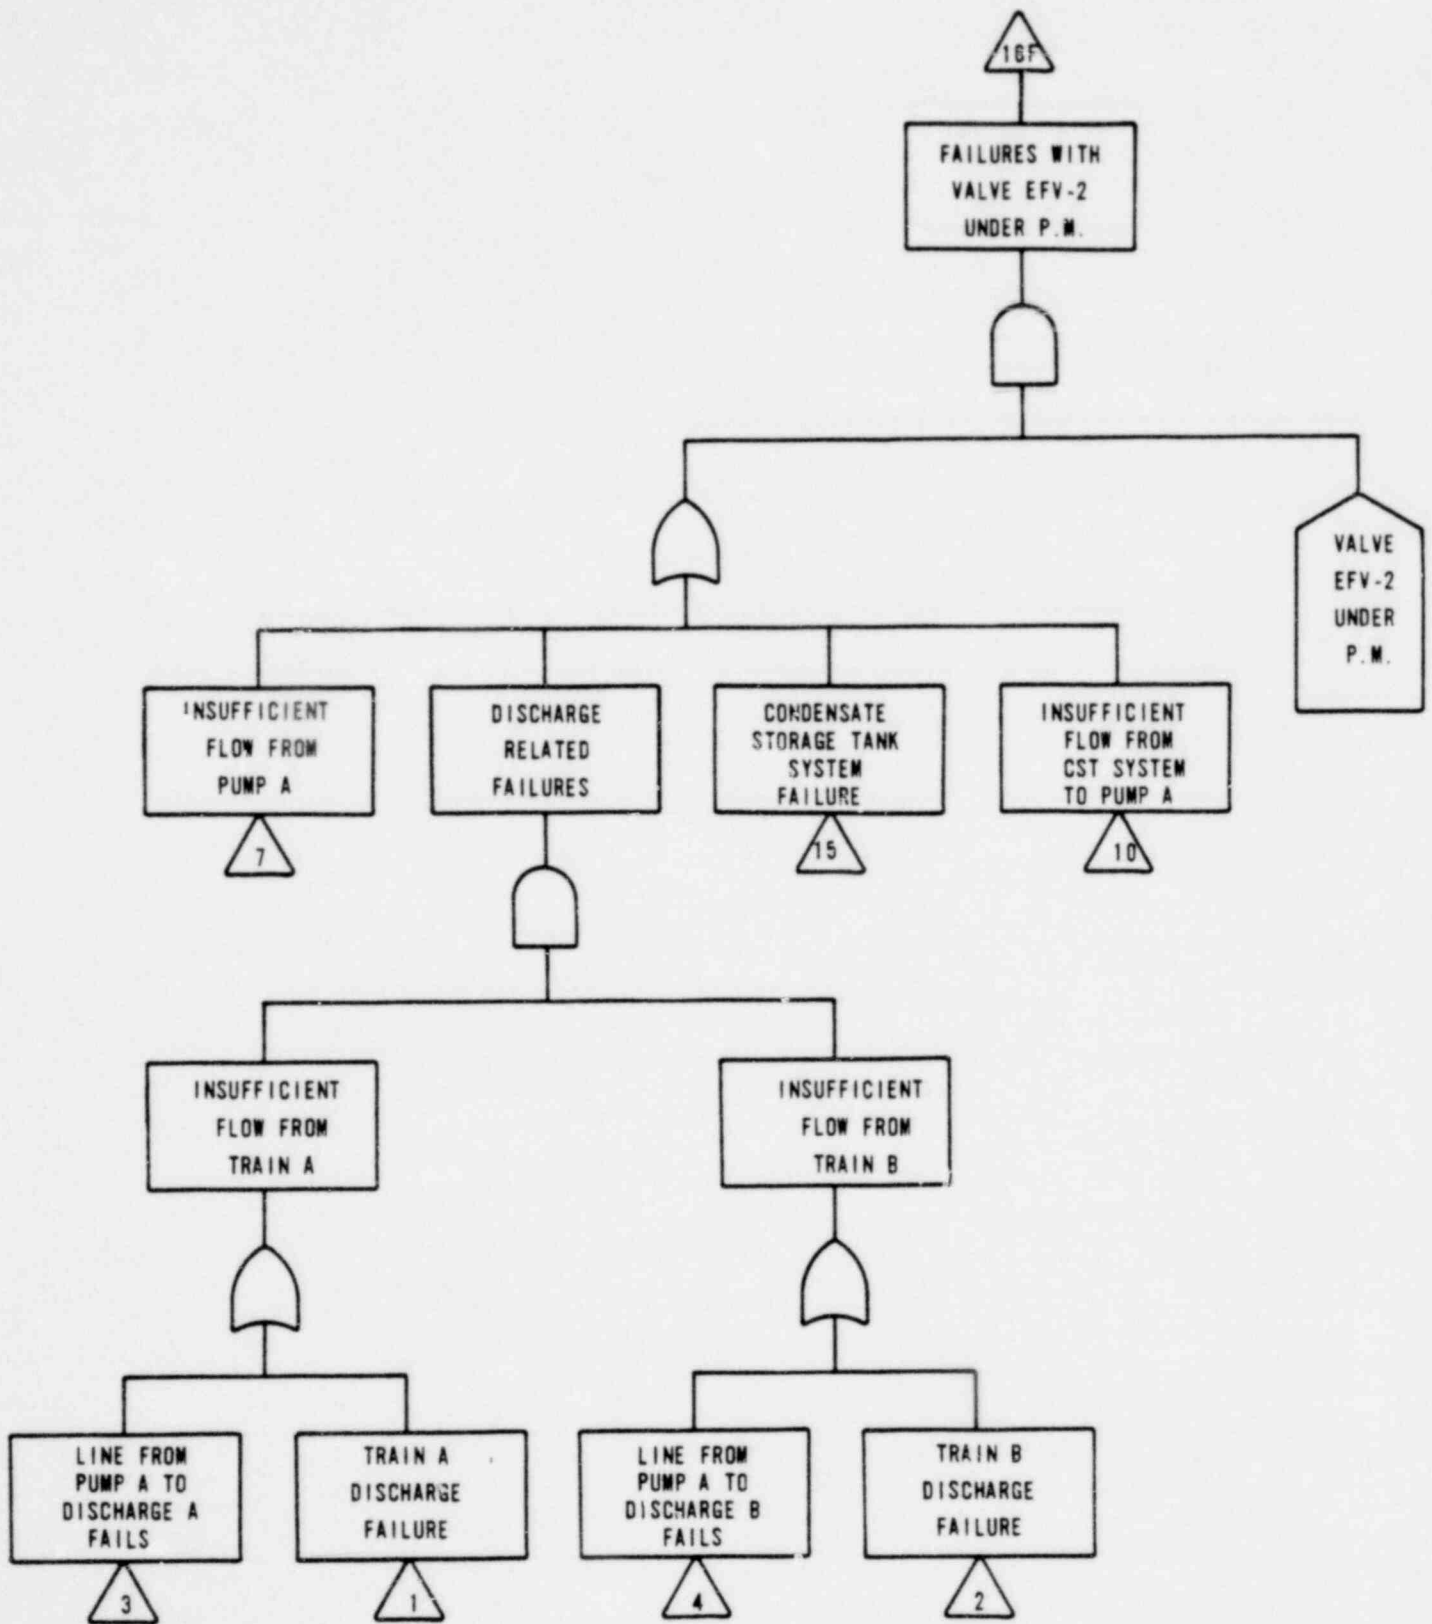 16F
FAILURES WITH
VALVE EFV-2
UNDER P.M.
VALVE
EFV-2
UNDER
P.M.
INSUFFICIENT
FLOW FROM
PUMP A
7
DISCHARGE
RELATED
FAILURES
CONDENSATE
STORAGE TANK
SYSTEM
FAILURE
15
INSUFFICIENT
FLOW FROM
CST SYSTEM
TO PUMP A
10
INSUFFICIENT
FLOW FROM
TRAIN A
INSUFFICIENT
FLOW FROM
TRAIN B
LINE FROM
PUMP A TO
DISCHARGE A
FAILS
3
TRAIN A
DISCHARGE
FAILURE
1
LINE FROM
PUMP A TO
DISCHARGE B
FAILS
4
TRAIN B
DISCHARGE
FAILURE
2